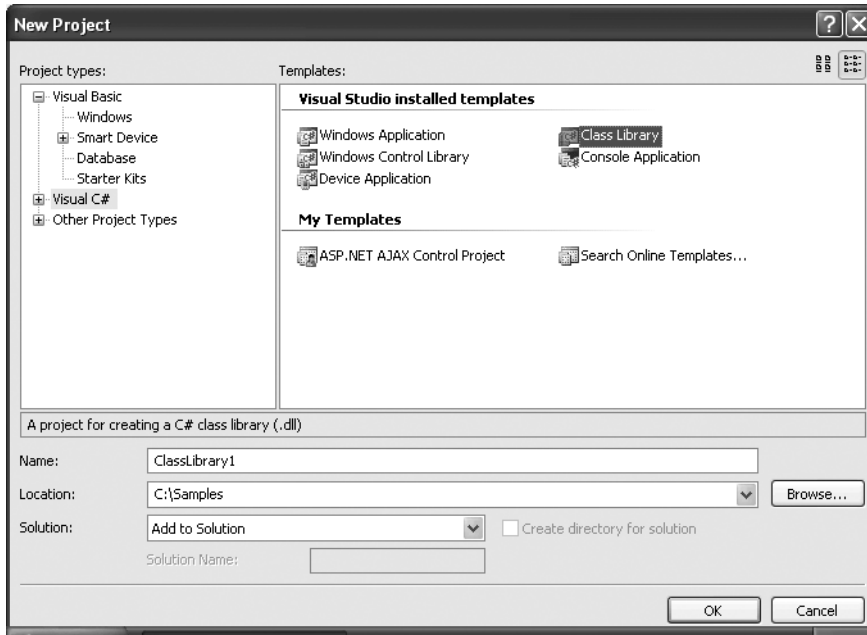 New Project
Project types:
Templates:
Visual Basic
Windows
Smart Device
Database
Starter Kits
Visual C#
Other Project Types
Visual Studio installed templates
Windows Application
Class Library
Windows Control Library
Console Application
Device Application
My Templates
ASP.NET AJAX Control Project
Search Online Templates...
A project for creating a C# class library (.dll)
Name:
ClassLibrary1
Location:
C:\Samples
Browse...
Solution:
Add to Solution
Create directory for solution
Solution Name:
OK
Cancel